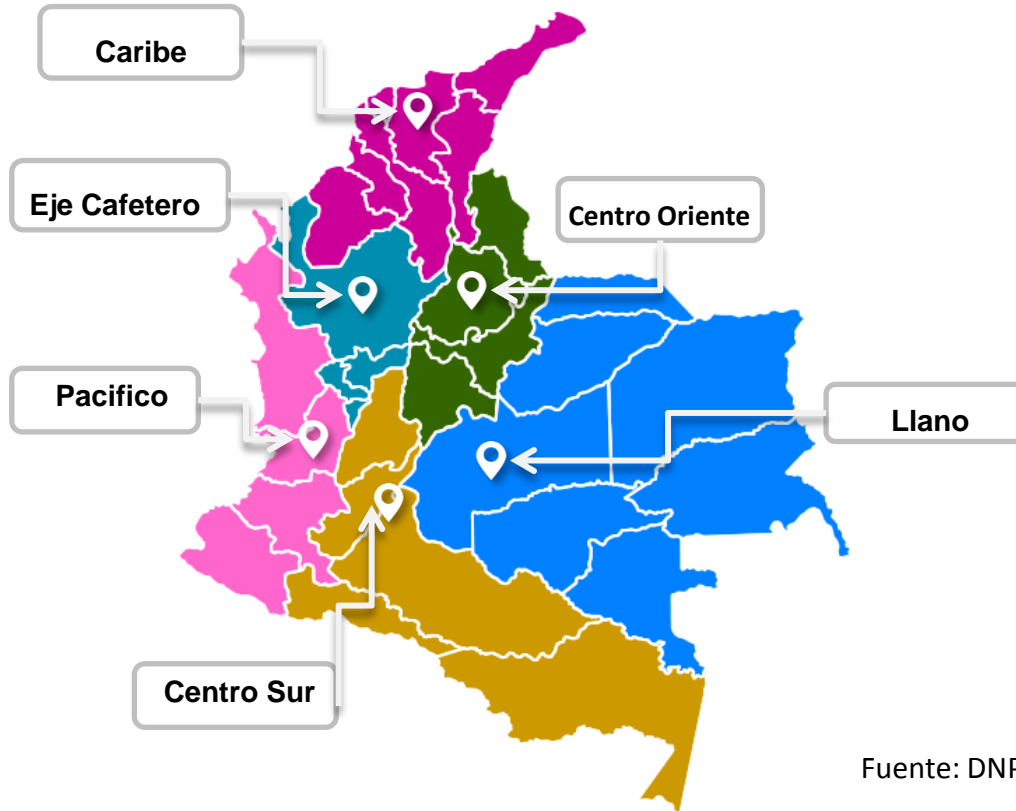 Caribe
Eje Cafetero
Centro Oriente
Pacifico
Llano
Centro Sur
Fuente: DNP